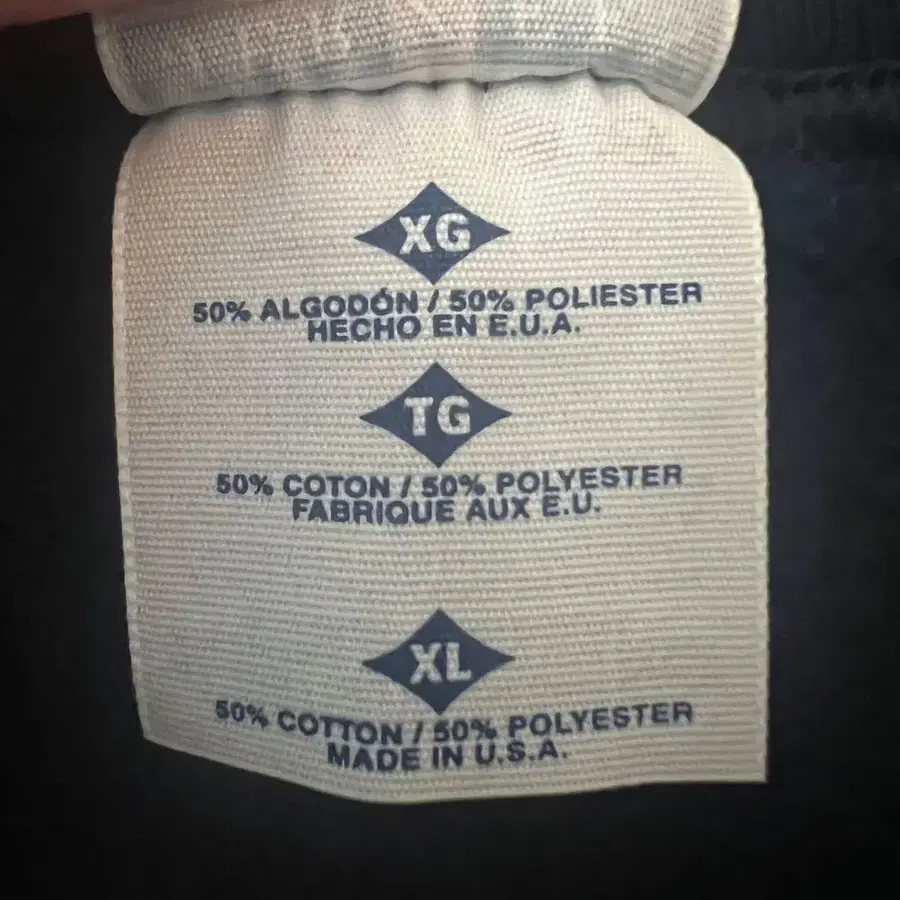 XG
50% ALGODÓN / 50% POLIESTER
HECHO EN E.U.A.
TG
50% COTON / 50% POLYESTER
FABRIQUE AUX E.U.
XL
50% COTTON / 50% POLYESTER
MADE IN U.S.A.